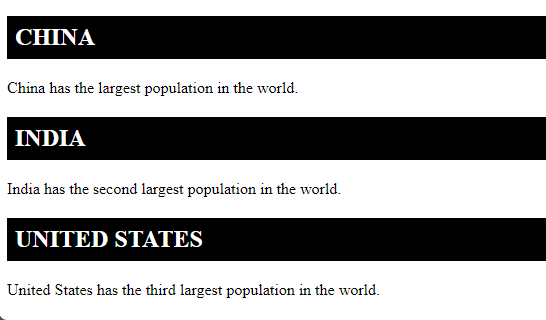 CHINA
China has the largest population in the world.
INDIA
India has the second largest population in the world.
UNITED STATES
United States has the third largest population in the world.